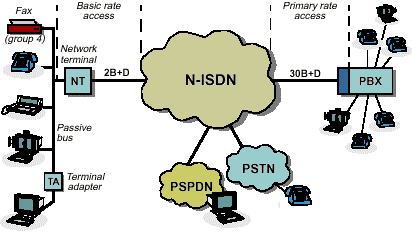 Fax
(group 4)
Basic rate
access
Primary rate
access
Network
terminal
NT
2B+D
N-ISDN
30B+D
PBX
Passive
bus
TA
Terminal
adapter
PSPDN
PSTN